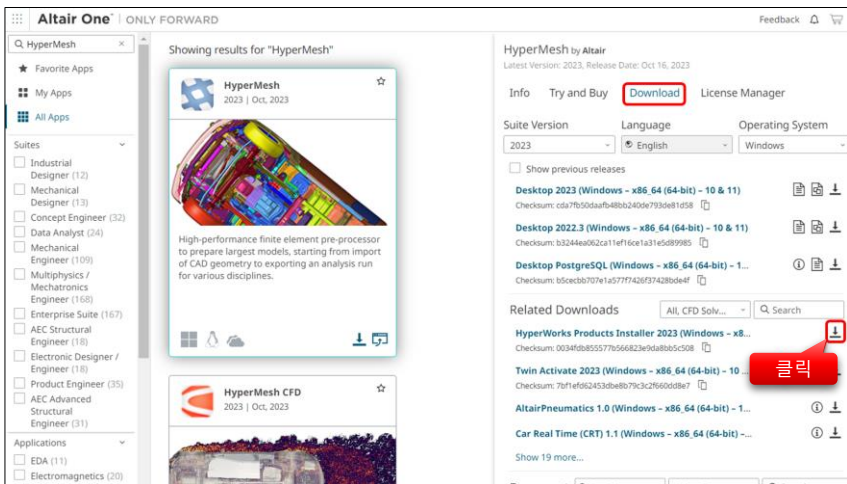 Altair One™ | ONLY FORWARD
Feedback
HyperMesh ×
Favorite Apps
My Apps
All Apps
Suites
Industrial
Designer (12)
Mechanical
Designer (13)
Concept Engineer (32)
Data Analyst (24)
Mechanical
Engineer (109)
Multiphysics /
Mechatronics
Engineer (168)
Enterprise Suite (167)
AEC Structural
Engineer (18)
Electronic Designer /
Engineer (18)
Product Engineer (35)
AEC Advanced
Structural
Engineer (31)
Applications
EDA (11)
Electromagnetics (20)
Showing results for "HyperMesh"
HyperMesh
2023 | Oct, 2023
High-performance finite element pre-processor
to prepare largest models, starting from import
of CAD geometry to exporting an analysis run
for various disciplines.
HyperMesh CFD
2023 | Oct, 2023
HyperMesh by Altair
Latest Version: 2023, Release Date: Oct 16, 2023
Info Try and Buy Download License Manager
Suite Version Language Operating System
2023 English Windows
Show previous releases
Desktop 2023 (Windows – x86_64 (64-bit) – 10 & 11)
Checksum: cda7fb50daafb48bb240de793de81d58
Desktop 2022.3 (Windows – x86_64 (64-bit) – 10 & 11)
Checksum: b3244ea062ca11ef16ce1a31e5d89985
Desktop PostgreSQL (Windows – x86_64 (64-bit) – 1...
Checksum: b5cecbb707e1a577f7426f37428bde4f
Related Downloads All, CFD Solv... Search
HyperWorks Products Installer 2023 (Windows – x8...
Checksum: 0034fdb855577b566823e9da8bb5c508
클릭
Twin Activate 2023 (Windows – x86_64 (64-bit) – 10 ...
Checksum: 7bf1efd62453dbe8b79c3c2f660dd8e7
AltairPneumatics 1.0 (Windows – x86_64 (64-bit) – 1...
Car Real Time (CRT) 1.1 (Windows – x86_64 (64-bit) –...
Show 19 more...